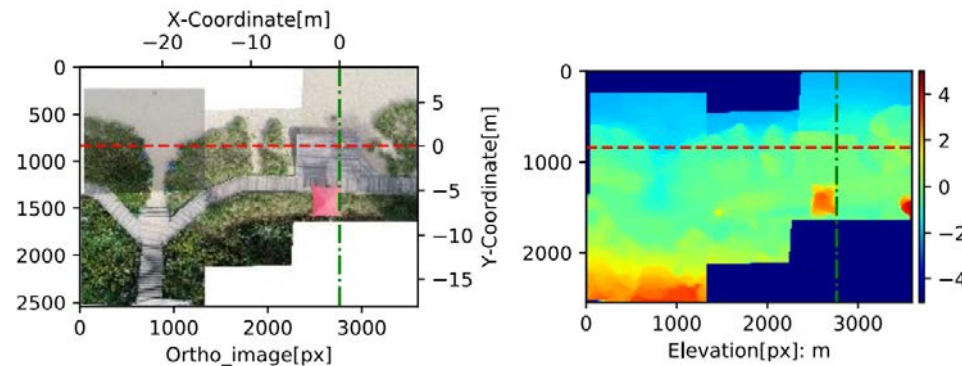 X-Coordinate[m]
−20 −10 0
0
500
1000
1500
2000
2500
5
0
−5
−10
−15
Y-Coordinate[m]
0 1000 2000 3000
Ortho_image[px]
0
1000
2000
0 1000 2000 3000
Elevation[px]: m
4
2
0
−2
−4